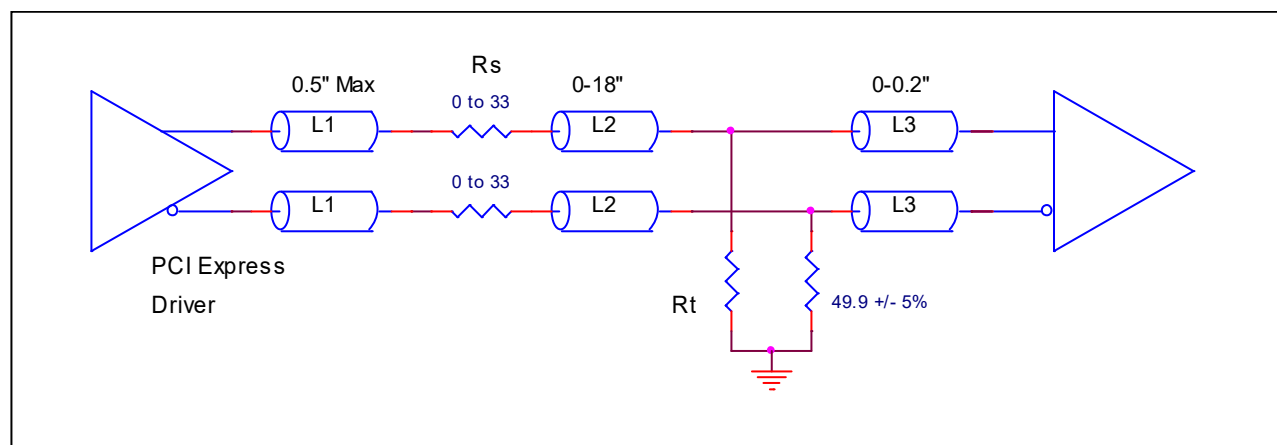 Rs
0.5" Max
0-18"
0-0.2"
0 to 33
L1
L2
L3
0 to 33
L1
L2
L3
PCI Express
Driver
Rt
49.9 +/- 5%